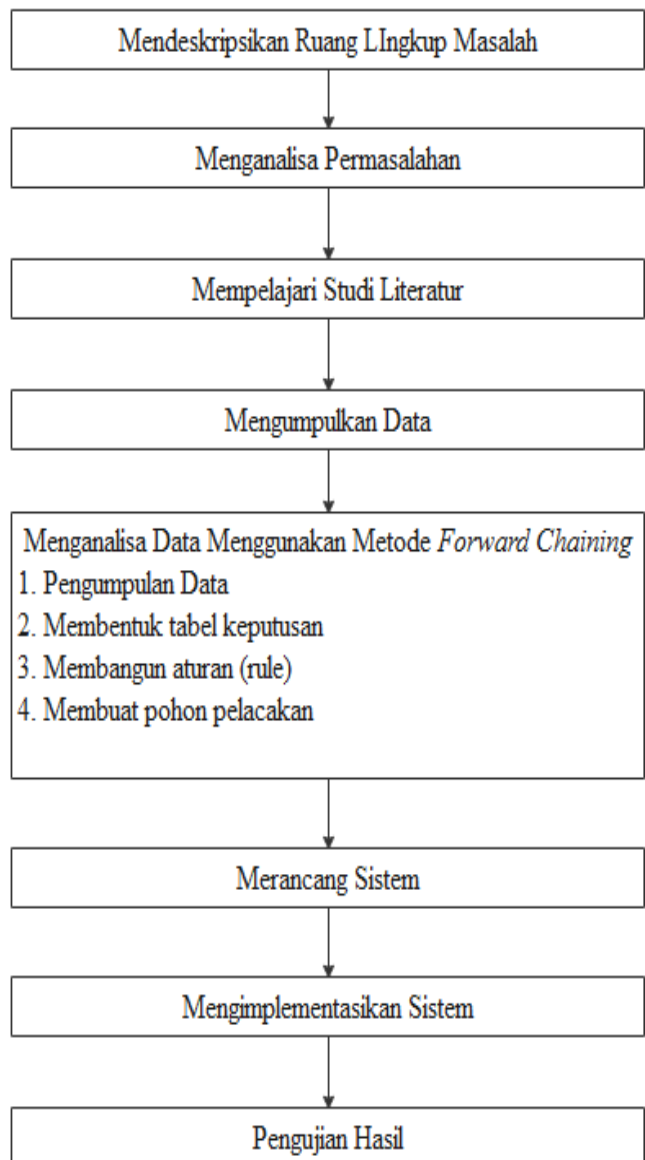 Mendeskripsikan Ruang LIngkup Masalah
Menganalisa Permasalahan
Mempelajari Studi Literatur
Mengumpulkan Data
Menganalisa Data Menggunakan Metode Forward Chaining
1. Pengumpulan Data
2. Membentuk tabel keputusan
3. Membangun aturan (rule)
4. Membuat pohon pelacakan
Merancang Sistem
Mengimplementasikan Sistem
Pengujian Hasil